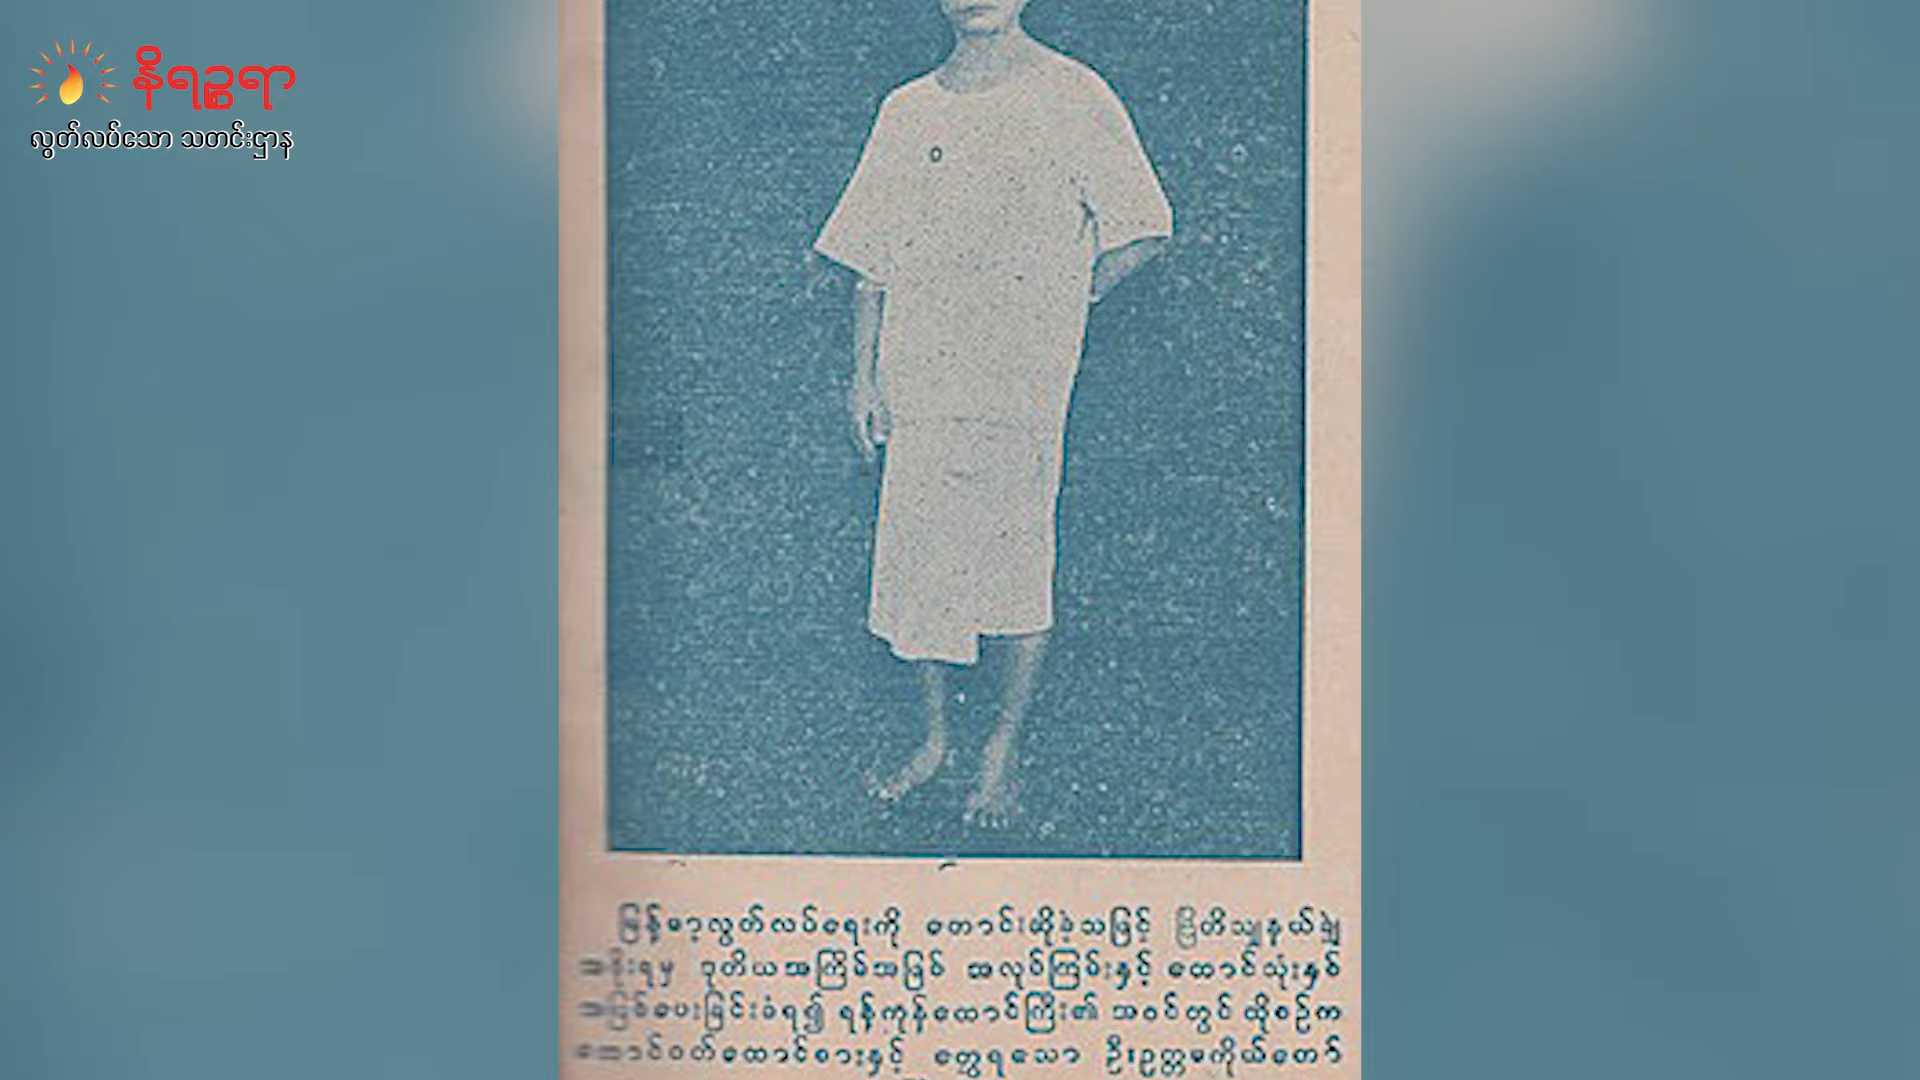 နိရဉ္စရာ
လွတ်လပ်သော သတင်းဌာန
မြန်မာ့လွတ်လပ်ရေးကို တောင်းဆိုခဲ့သဖြင့် ဗြိတိသျှနယ်ချဲ့
အစိုးရမှ ဒုတိယအကြိမ်အဖြစ် အလုပ်ကြမ်းနှင့် ထောင်သုံးနှစ်
အပြစ်ပေးခြင်းခံရ၍ ရန်ကုန်ထောင်ကြီး၏ အဝင်တွင် ထိုစဉ်က
ထောင်ဝတ်ထောင်စားနှင့် တွေ့ရသော ဦးဥတ္တမကိုယ်တော်